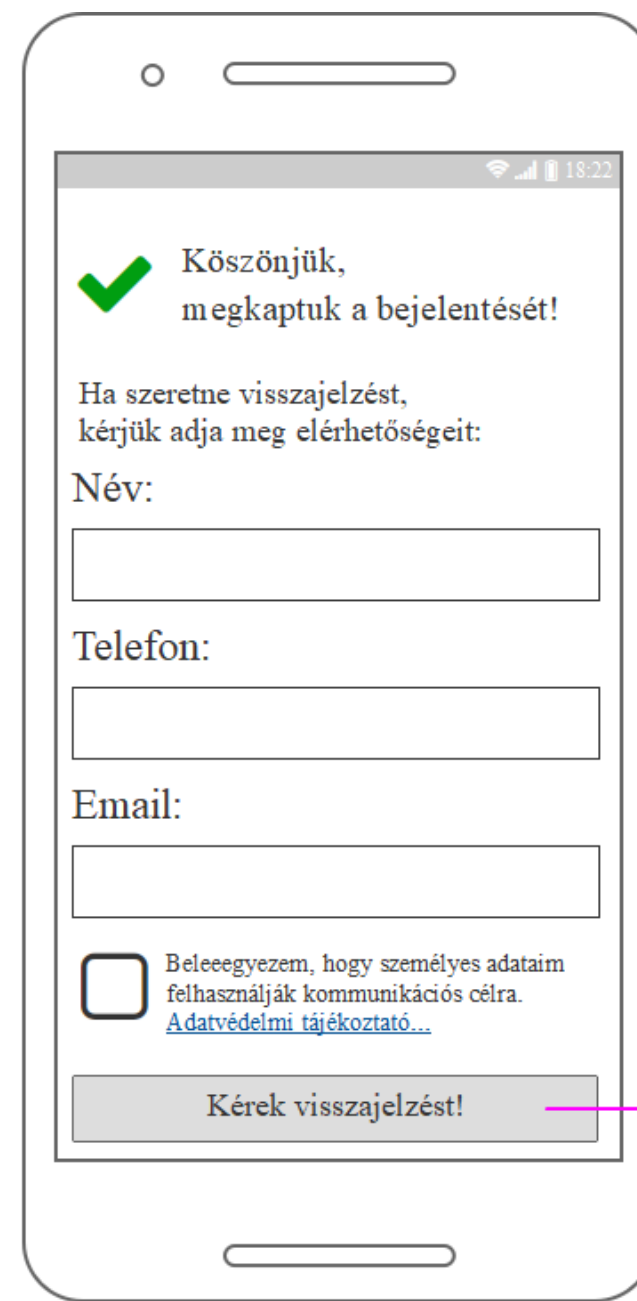 18:22
Köszönjük,
megkaptuk a bejelentését!
Ha szeretne visszajelzést,
kérjük adja meg elérhetőségeit:
Név:
Telefon:
Email:
Beleeegyezem, hogy személyes adataim
felhasználják kommunikációs célra.
Adatvédelmi tájékoztató...
Kérek visszajelzést!